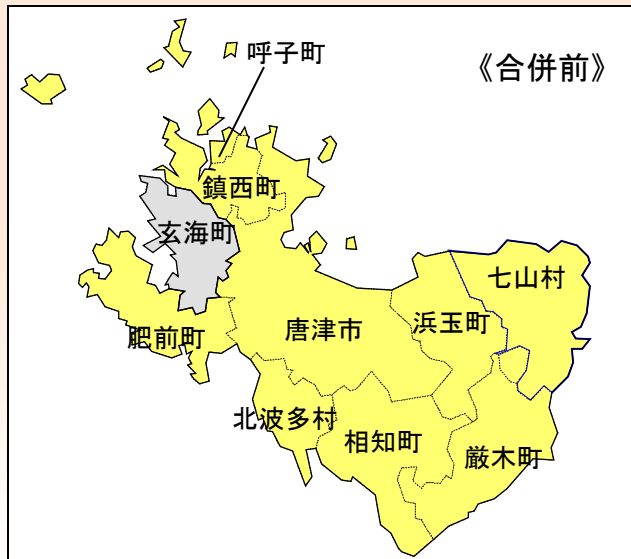 呼子町
《合併前》
鎮西町
玄海町
七山村
浜玉町
唐津市
肥前町
北波多村
相知町
厳木町